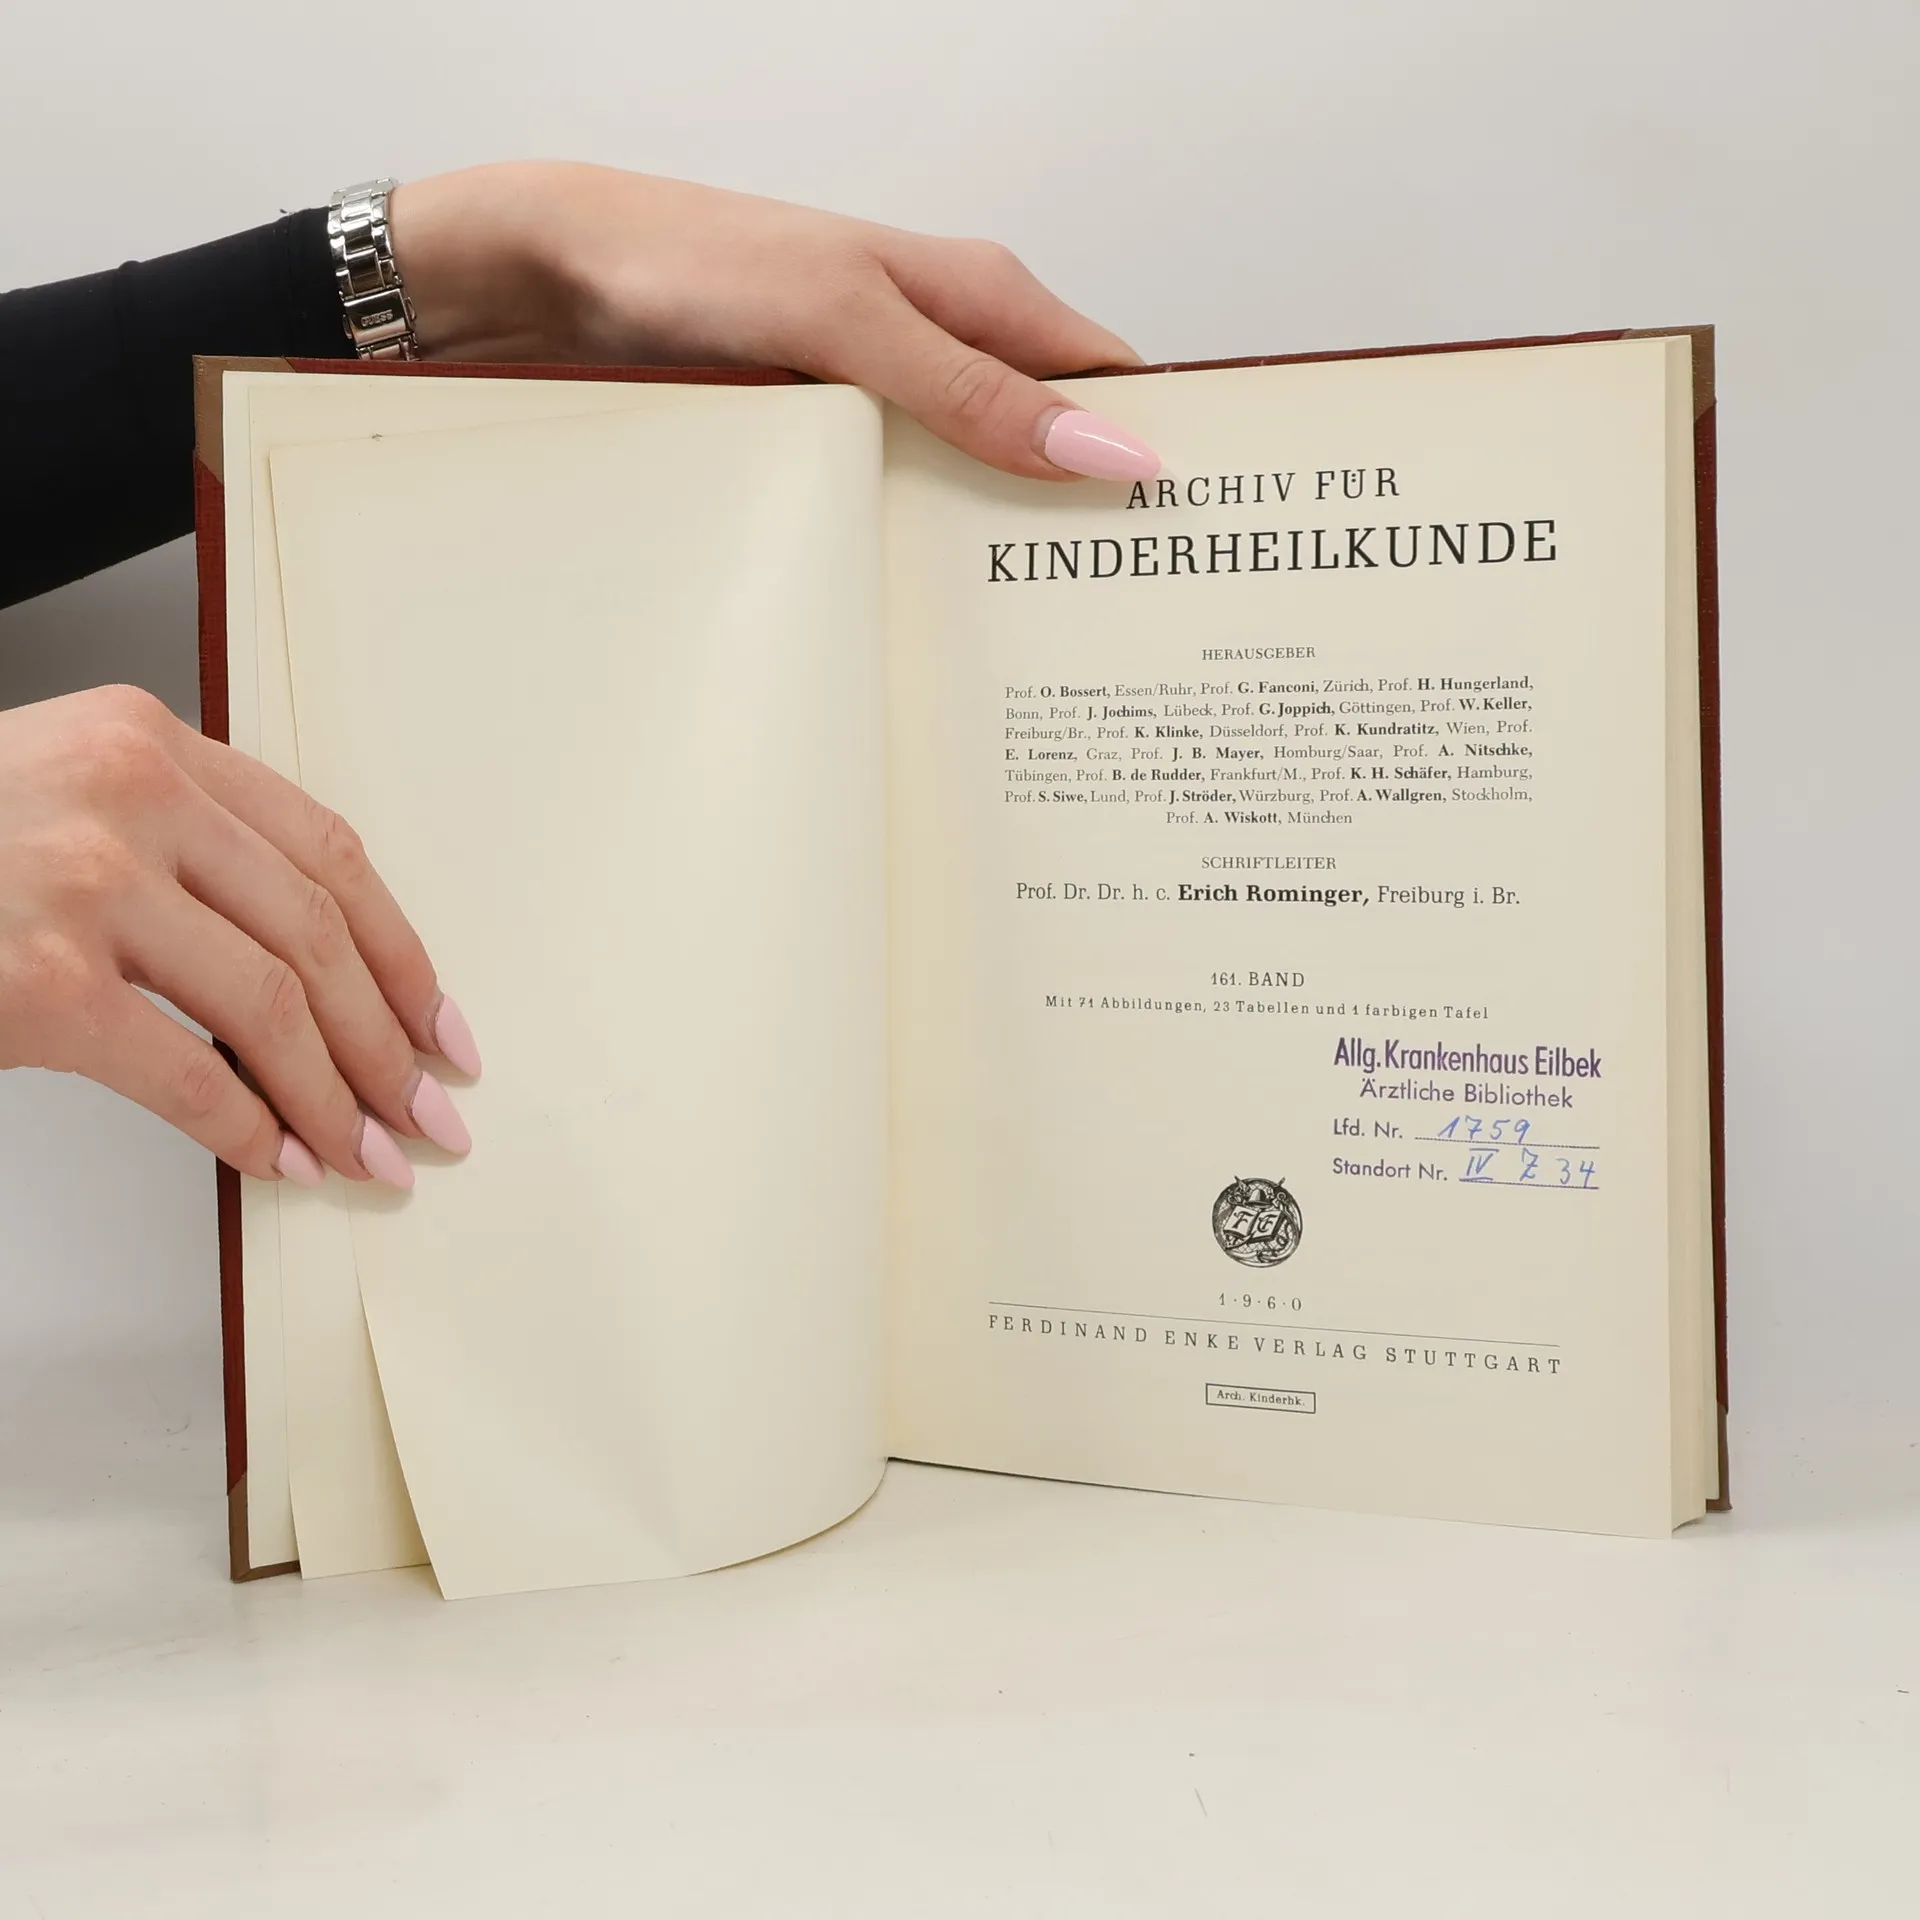 GUESS
ARCHIV FÜR
KINDERHEILKUNDE
HERAUSGEBER
Prof. O. Bossert, Essen/Ruhr, Prof. G. Fanconi, Zürich, Prof. H. Hungerland,
Bonn, Prof. J. Jochims, Lübeck, Prof. G. Joppich, Göttingen, Prof. W. Keller,
Freiburg/Br., Prof. K. Klinke, Düsseldorf, Prof. K. Kundratitz, Wien, Prof.
E. Lorenz, Graz, Prof. J. B. Mayer, Homburg/Saar, Prof. A. Nitschke,
Tübingen, Prof. B. de Rudder, Frankfurt/M., Prof. K. H. Schäfer, Hamburg,
Prof. S. Siwe, Lund, Prof. J. Ströder, Würzburg, Prof. A. Wallgren, Stockholm,
Prof. A. Wiskott, München
SCHRIFTLEITER
Prof. Dr. Dr. h. c. Erich Rominger, Freiburg i. Br.
161. BAND
Mit 71 Abbildungen, 23 Tabellen und 1 farbigen Tafel
Allg. Krankenhaus Eilbek
Ärztliche Bibliothek
Lfd. Nr. 1759
Standort Nr. IV Z 34
F E
1·9·6·0
FERDINAND ENKE VERLAG STUTTGART
Arch. Kinderhk.